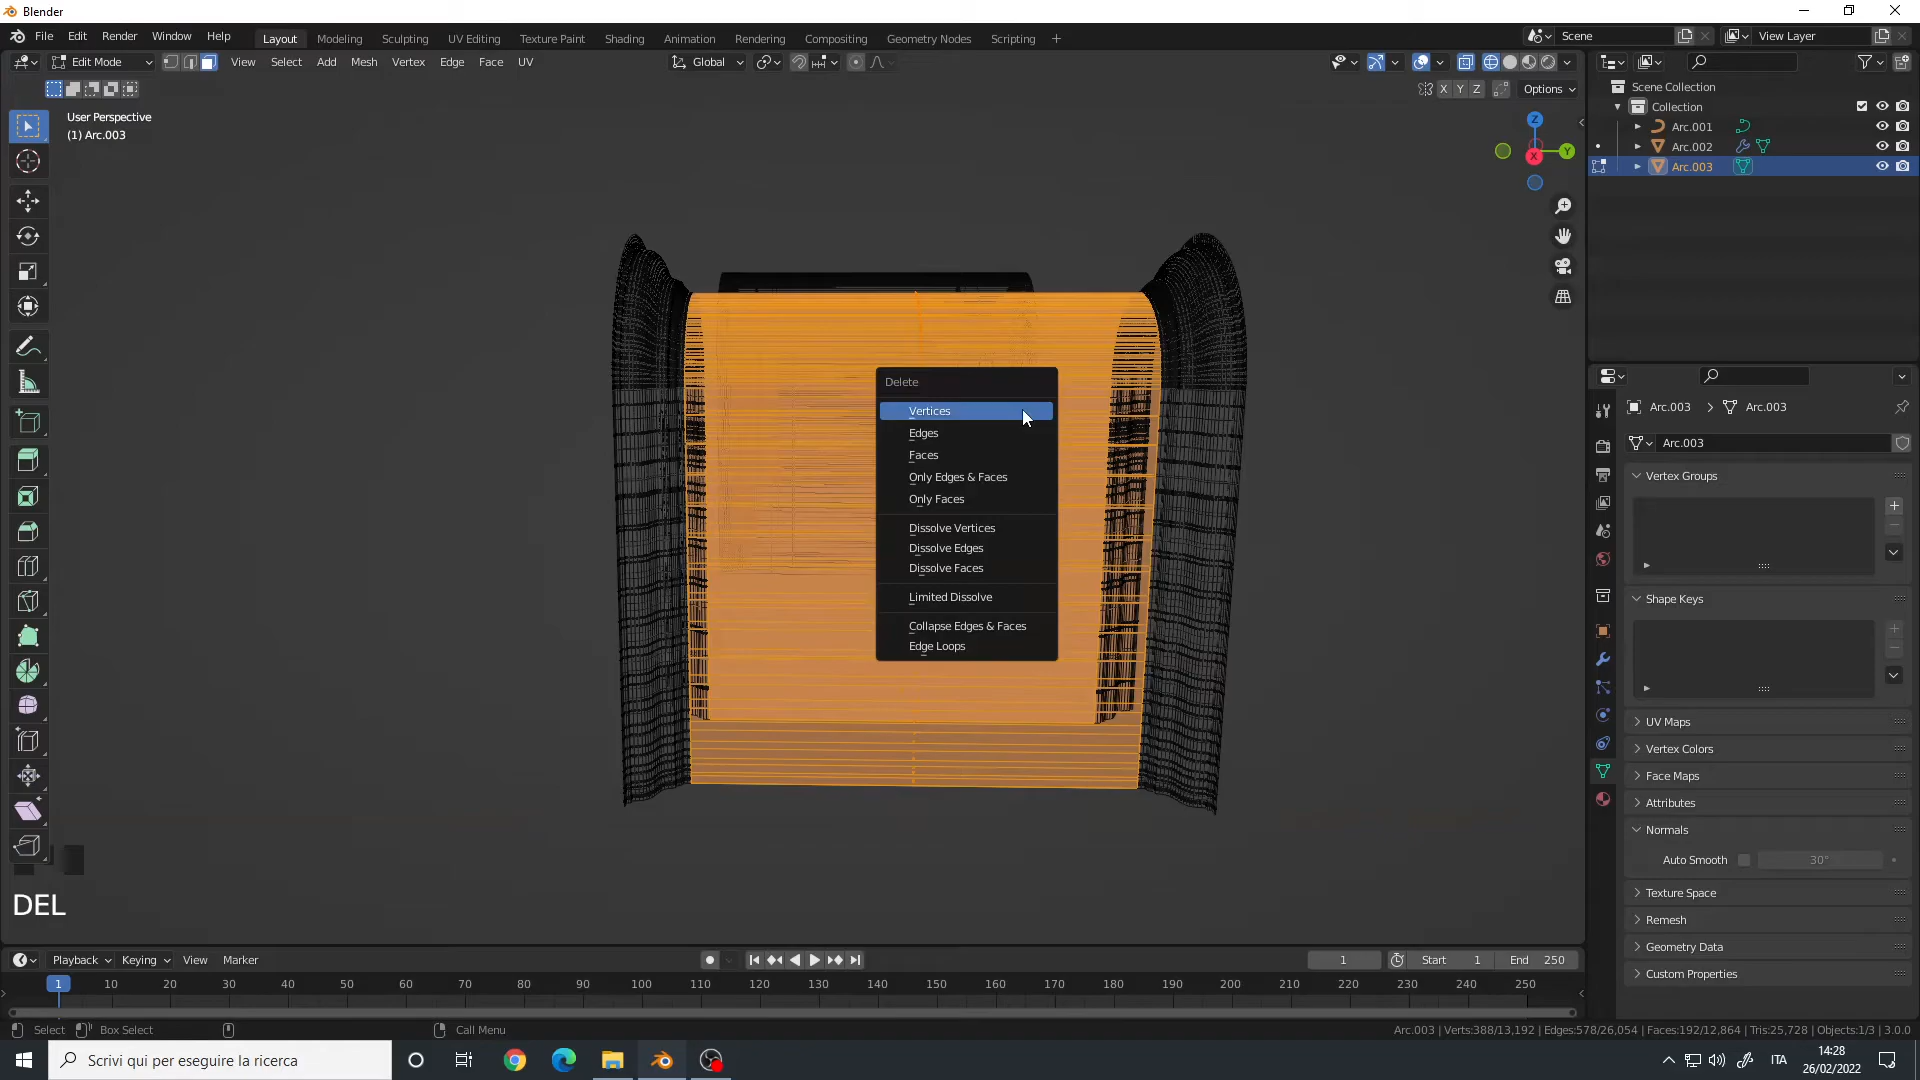 Blender
File Edit Render Window Help
Layout Modeling Sculpting UV Editing Texture Paint Shading Animation Rendering Compositing Geometry Nodes Scripting +
Scene
View Layer
Edit Mode
View Select Add Mesh Vertex Edge Face UV
Global
X Y Z
Options
User Perspective
(1) Arc.003
Z
Y
X
Scene Collection
Collection
Arc.001
Arc.002
Arc.003
Delete
Vertices
Edges
Faces
Only Edges & Faces
Only Faces
Dissolve Vertices
Dissolve Edges
Dissolve Faces
Limited Dissolve
Collapse Edges & Faces
Edge Loops
Arc.003 > Arc.003
Arc.003
Vertex Groups
Shape Keys
UV Maps
Vertex Colors
Face Maps
Attributes
Normals
Auto Smooth 30°
Texture Space
Remesh
Geometry Data
Custom Properties
DEL
Playback Keying View Marker
1
Start 1
End 250
1 10 20 30 40 50 60 70 80 90 100 110 120 130 140 150 160 170 180 190 200 210 220 230 240 250
Select
Box Select
Call Menu
Arc.003 | Verts:388/13,192 | Edges:578/26,054 | Faces:192/12,864 | Tris:25,728 | Objects:1/3 | 3.0.0
Scrivi qui per eseguire la ricerca
ITA
14:28
26/02/2022